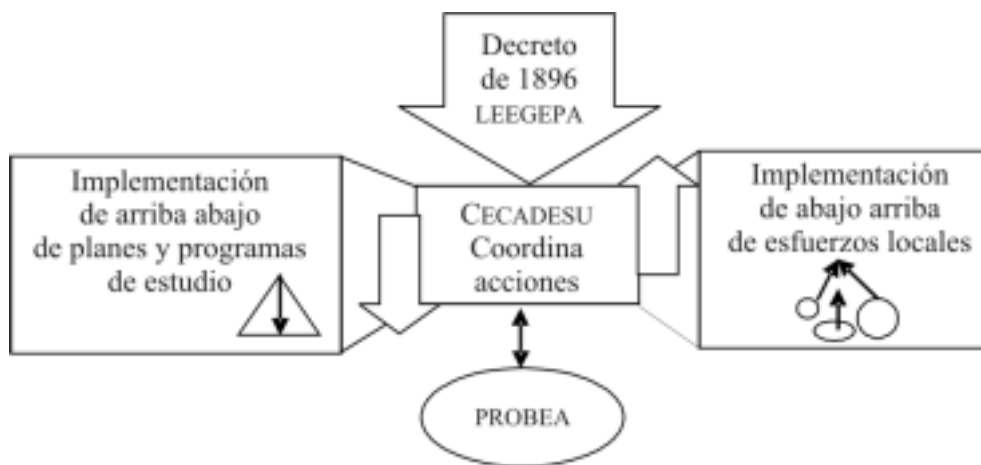 Decreto
de 1896
LEEGEPA
Implementación
de arriba abajo
de planes y programas
de estudio
CECADESU
Coordina
acciones
Implementación
de abajo arriba
de esfuerzos locales
PROBEA